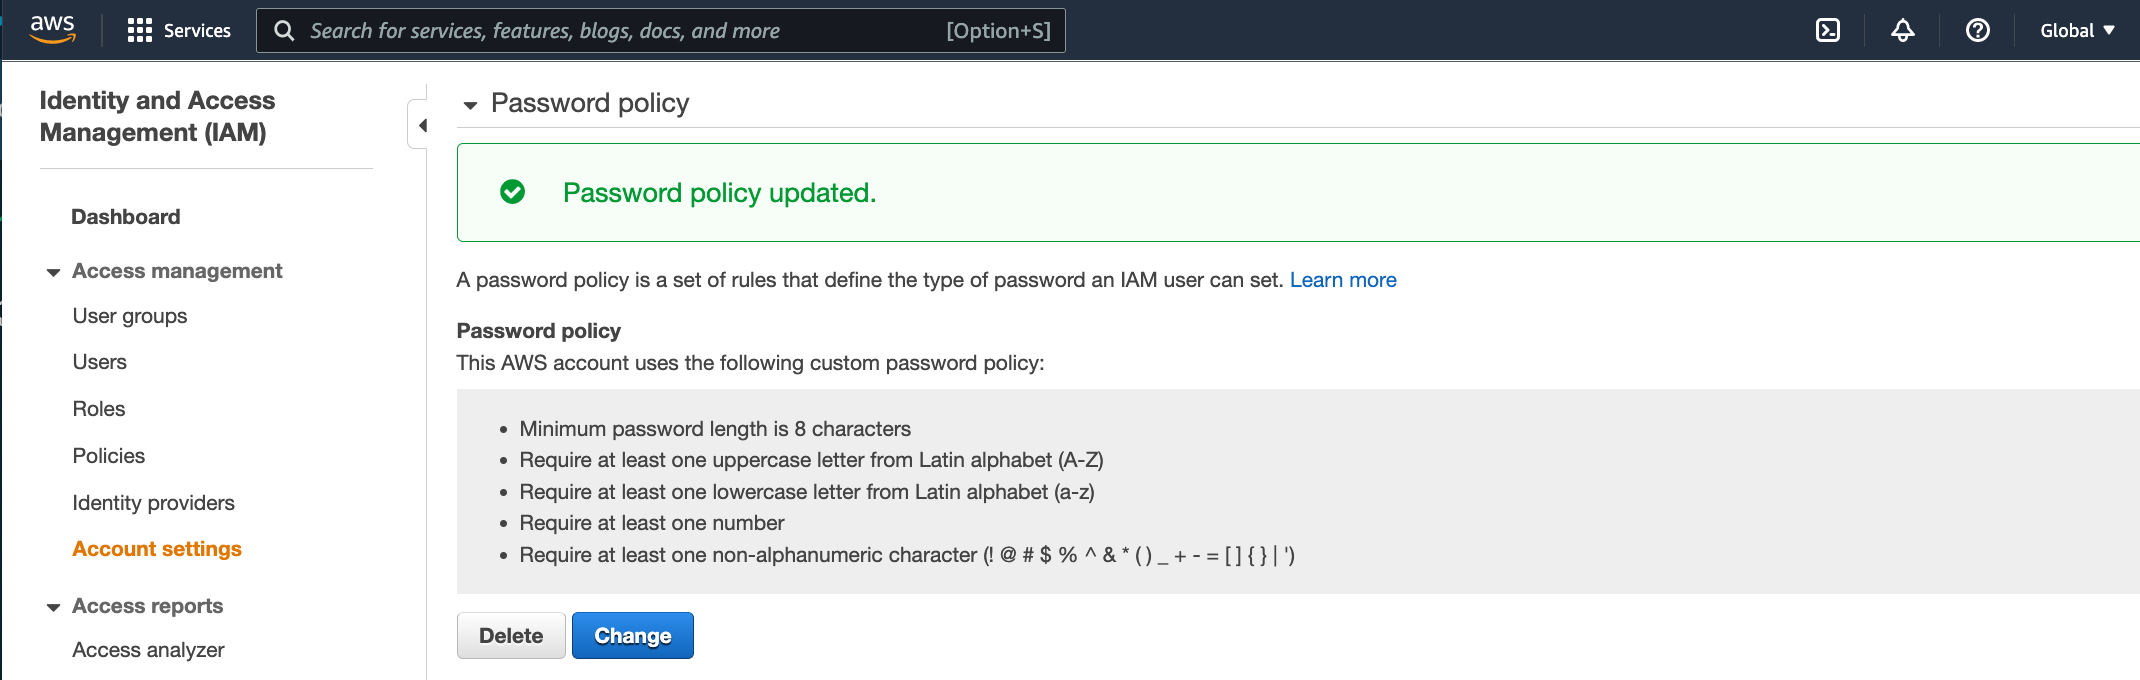 aws
Services
Search for services, features, blogs, docs, and more
[Option+S]
Global
Identity and Access
Management (IAM)
Dashboard
Access management
User groups
Users
Roles
Policies
Identity providers
Account settings
Access reports
Access analyzer
Password policy
Password policy updated.
A password policy is a set of rules that define the type of password an IAM user can set. Learn more
Password policy
This AWS account uses the following custom password policy:
• Minimum password length is 8 characters
• Require at least one uppercase letter from Latin alphabet (A-Z)
• Require at least one lowercase letter from Latin alphabet (a-z)
• Require at least one number
• Require at least one non-alphanumeric character (! @ # $ % ^ & * ( ) _ + - = [ ] { } | ')
Delete
Change